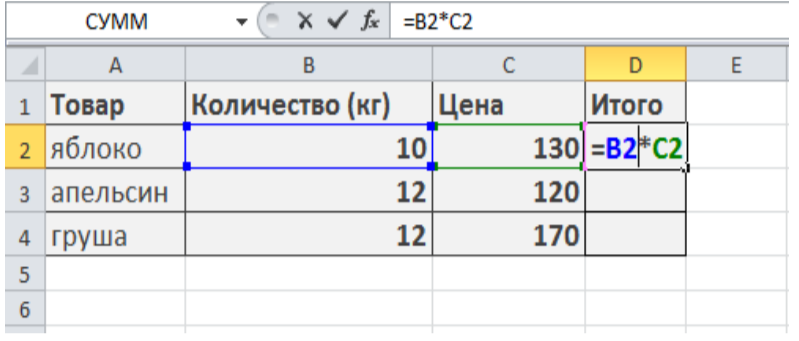 СУММ fx =B2*C2
A B C D E
1 Товар Количество (кг) Цена Итого
2 яблоко 10 130 =B2*C2
3 апельсин 12 120
4 груша 12 170
5
6